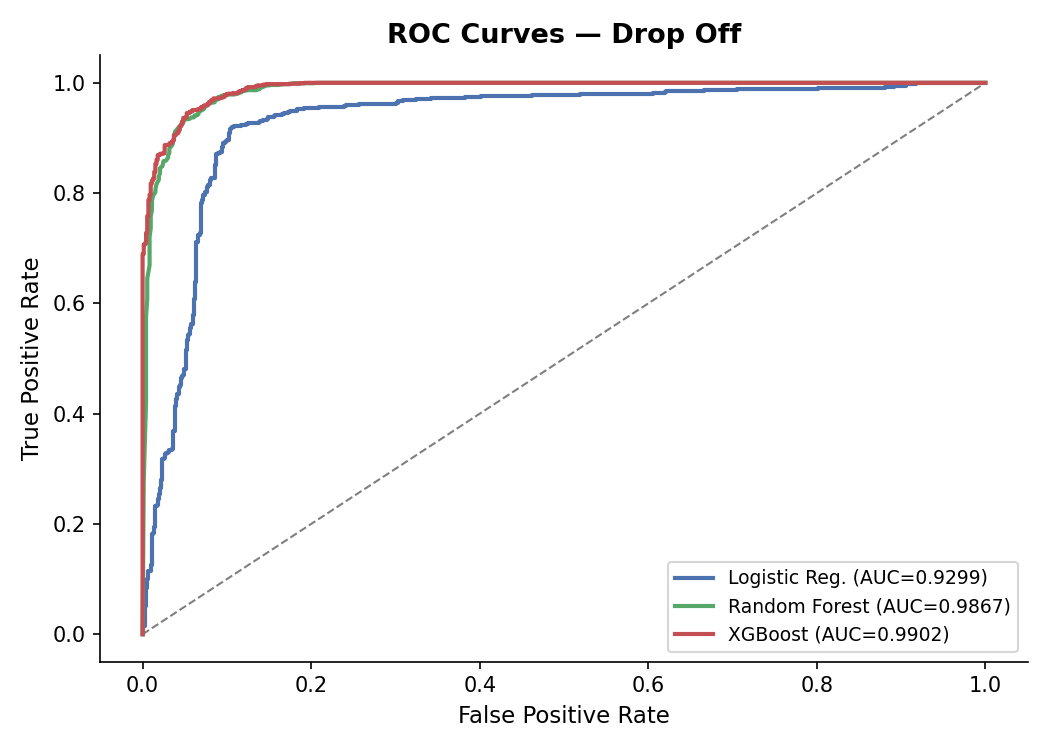 ROC Curves — Drop Off
True Positive Rate
1.0
0.8
0.6
0.4
0.2
0.0
0.0 0.2 0.4 0.6 0.8 1.0
False Positive Rate
Logistic Reg. (AUC=0.9299)
Random Forest (AUC=0.9867)
XGBoost (AUC=0.9902)